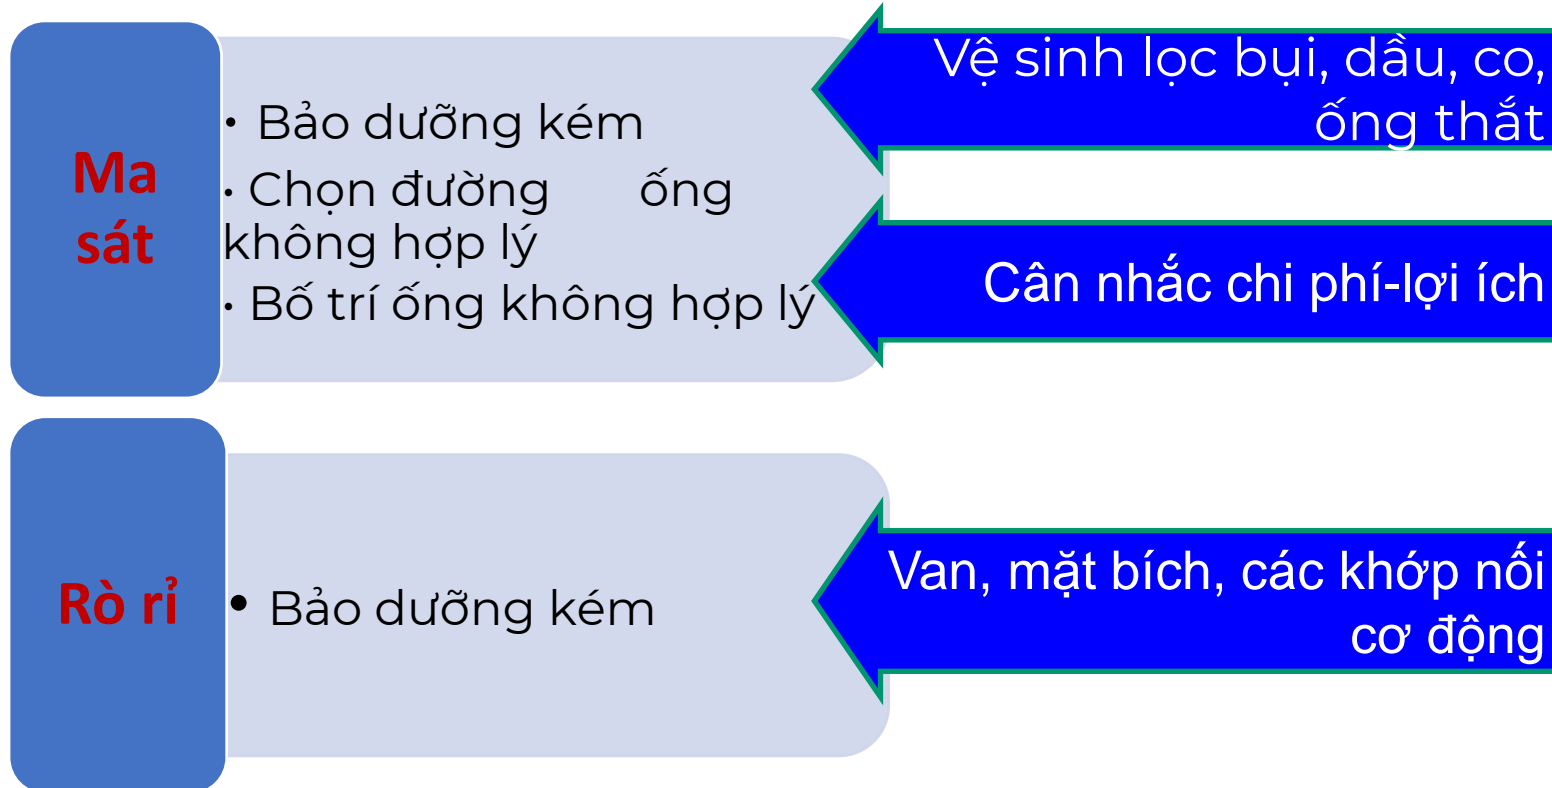 Ma
sát
• Bảo dưỡng kém
• Chọn đường ống
không hợp lý
• Bố trí ống không hợp lý
Vệ sinh lọc bụi, dầu, co,
ống thắt
Cân nhắc chi phí-lợi ích
Rò rỉ
• Bảo dưỡng kém
Van, mặt bích, các khớp nối
cơ động